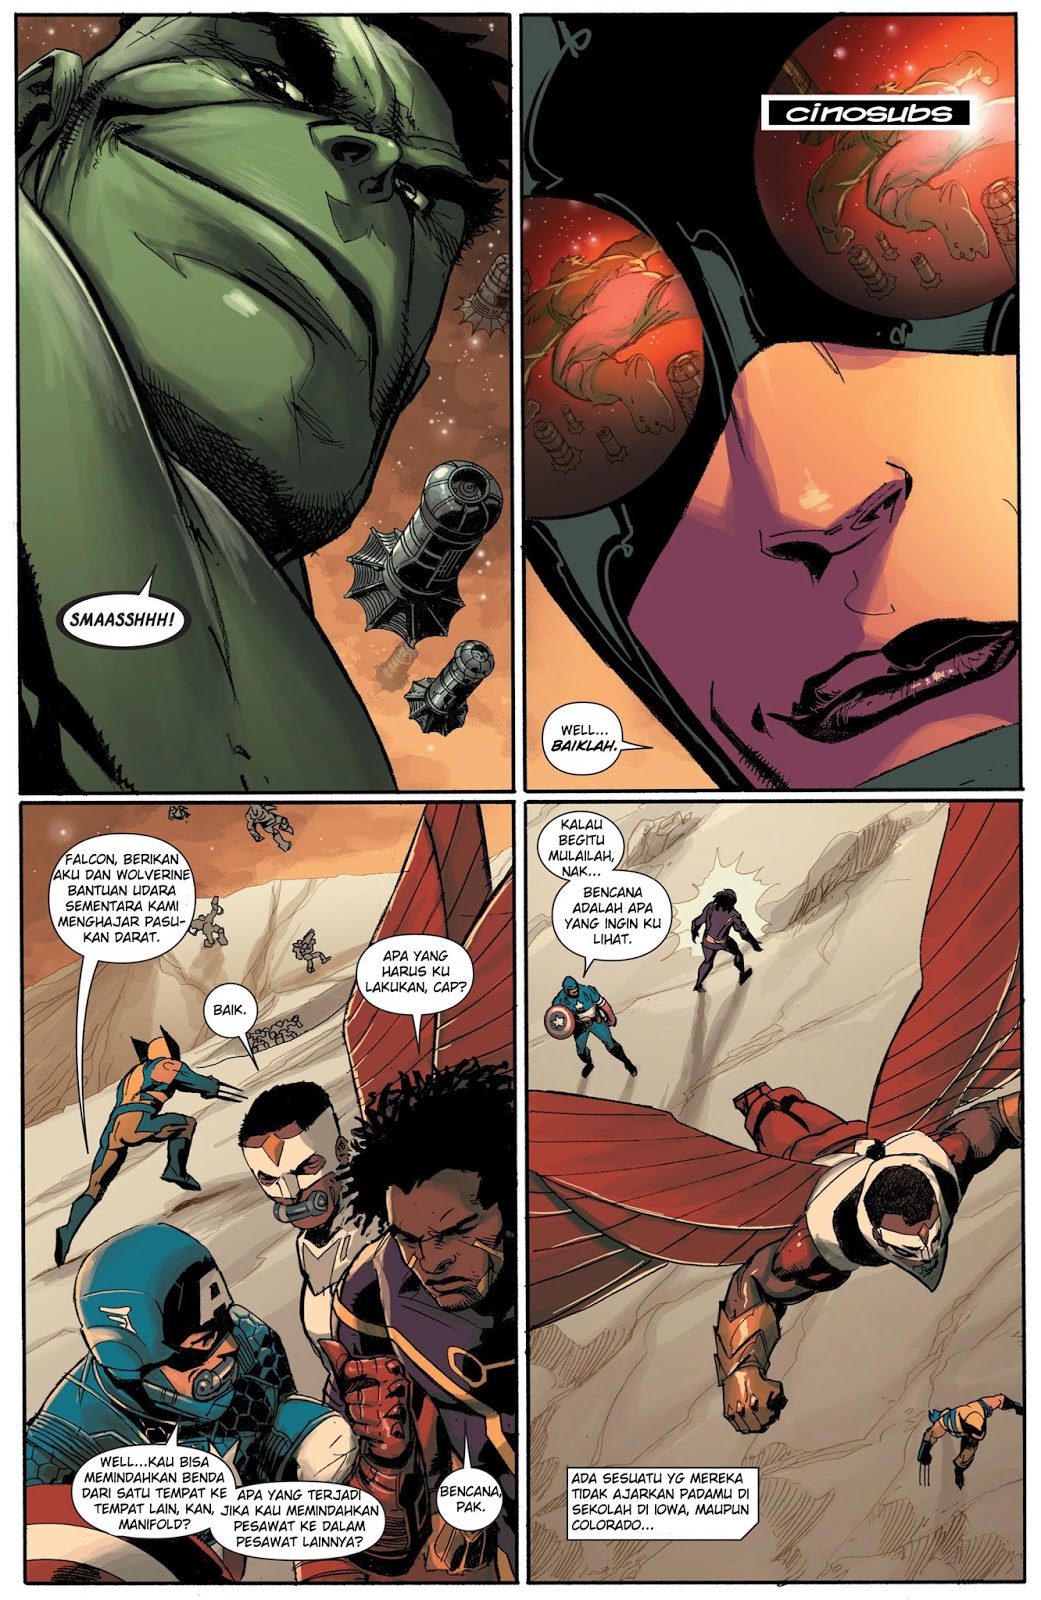 cinosubs
SMAASSHHH!
WELL...
BAIKLAH.
FALCON, BERIKAN
AKU DAN WOLVERINE
BANTUAN UDARA
SEMENTARA KAMI
MENGHAJAR PASU-
KAN DARAT.
BAIK.
APA YANG
HARUS KU
LAKUKAN, CAP?
A
WELL...KAU BISA
MEMINDAHKAN BENDA
DARI SATU TEMPAT KE
TEMPAT LAIN, KAN,
MANIFOLD?
APA YANG TERJADI
JIKA KAU MEMINDAHKAN
PESAWAT KE DALAM
PESAWAT LAINNYA?
BENCANA,
PAK.
KALAU
BEGITU
MULAILAH,
NAK...
BENCANA
ADALAH APA
YANG INGIN KU
LIHAT.
ADA SESUATU YG MEREKA
TIDAK AJARKAN PADAMU DI
SEKOLAH DI IOWA, MAUPUN
COLORADO...